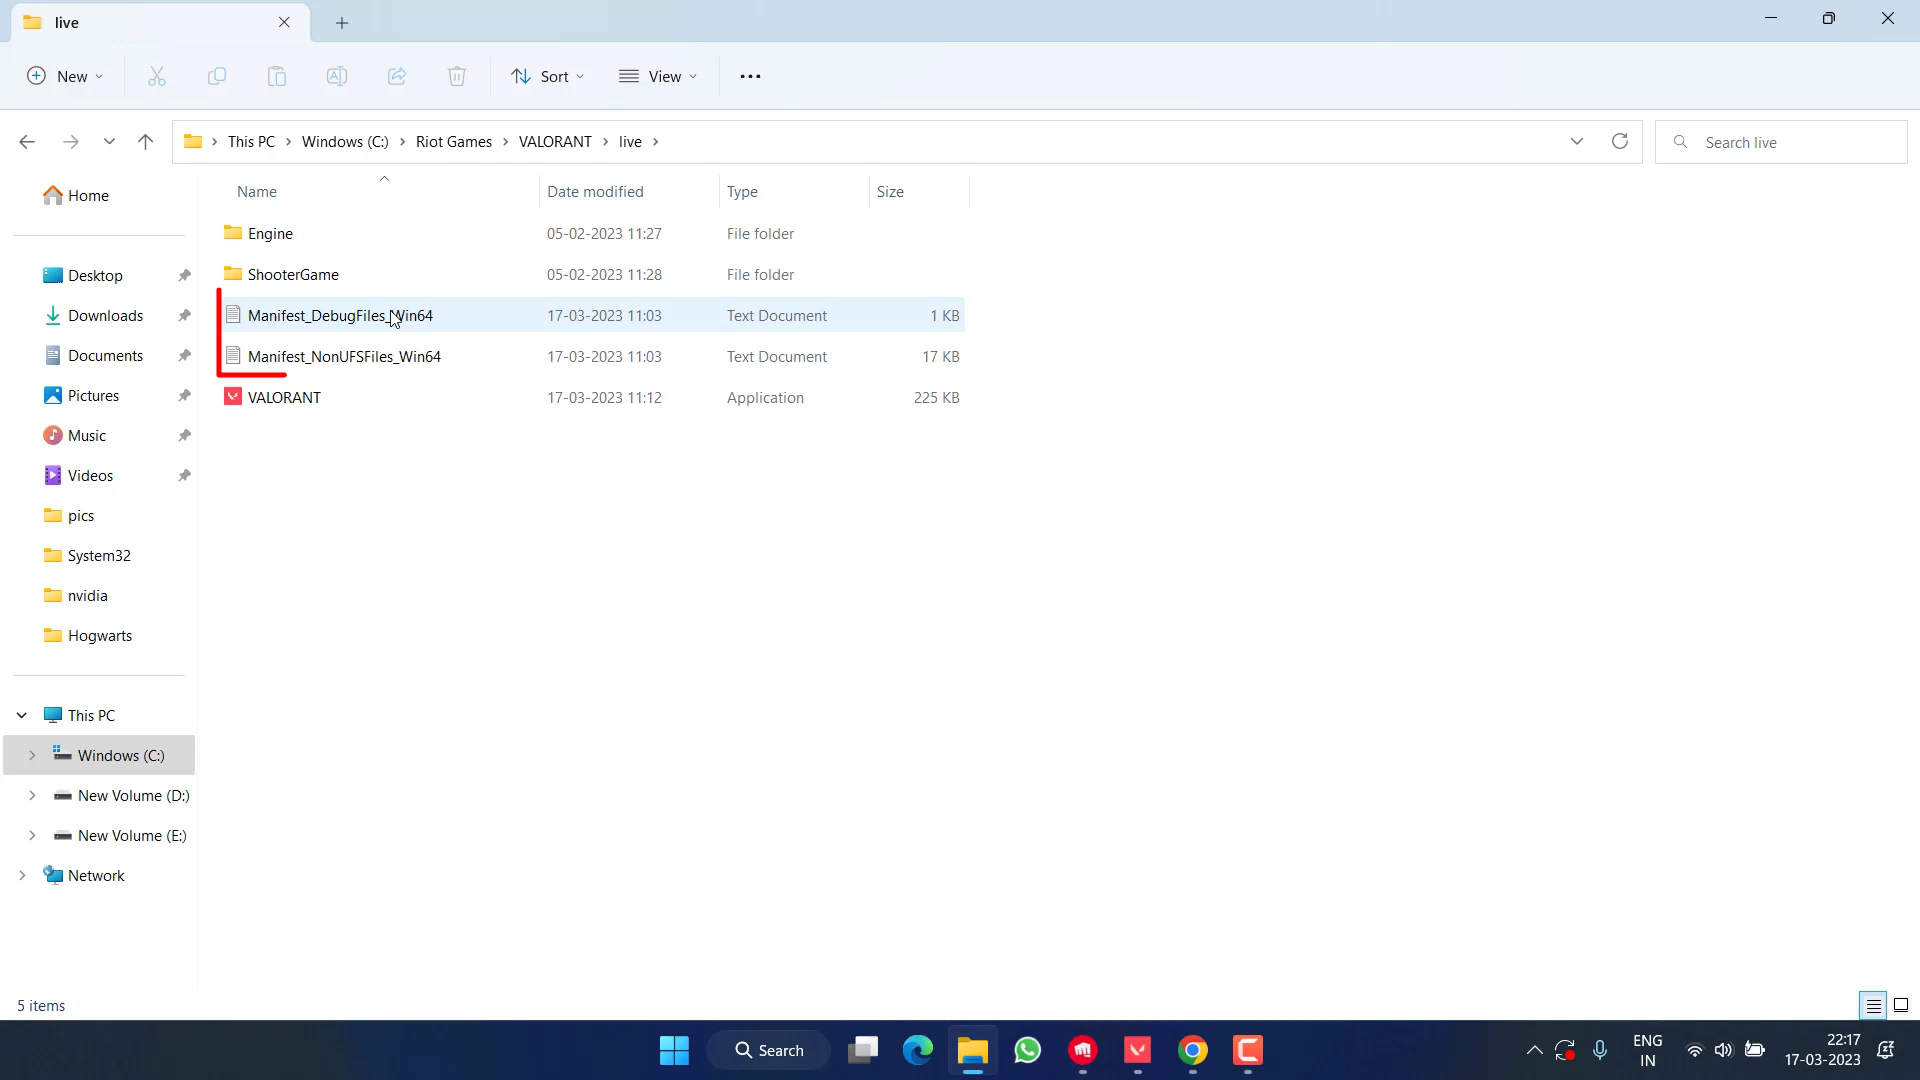 live
New
Sort
View
This PC
Windows (C:)
Riot Games
VALORANT
live
Search live
Home
Desktop
Downloads
Documents
Pictures
Music
Videos
pics
System32
nvidia
Hogwarts
This PC
Windows (C:)
New Volume (D:)
New Volume (E:)
Network
Name Date modified Type Size
Engine 05-02-2023 11:27 File folder
ShooterGame 05-02-2023 11:28 File folder
Manifest_DebugFiles_Win64 17-03-2023 11:03 Text Document 1 KB
Manifest_NonUFSFiles_Win64 17-03-2023 11:03 Text Document 17 KB
VALORANT 17-03-2023 11:12 Application 225 KB
5 items
Search
ENG
IN
22:17
17-03-2023